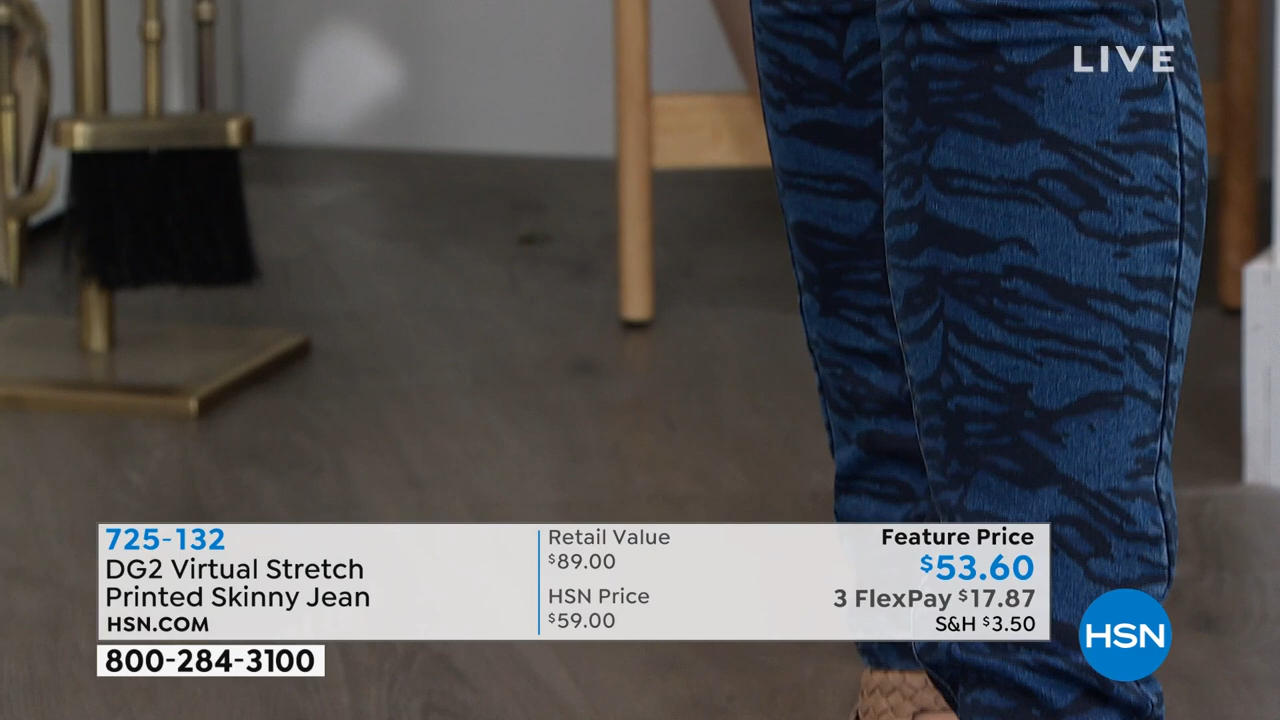 LIVE
725-132
DG2 Virtual Stretch
Printed Skinny Jean
HSN.COM
Retail Value
$89.00
HSN Price
$59.00
Feature Price
$53.60
3 FlexPay $17.87
S&H $3.50
HSN
800-284-3100